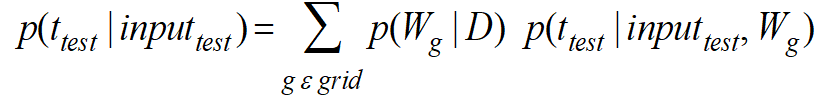 p(t_test | input_test) = ∑ p(W_g | D) p(t_test | input_test, W_g)
g ε grid